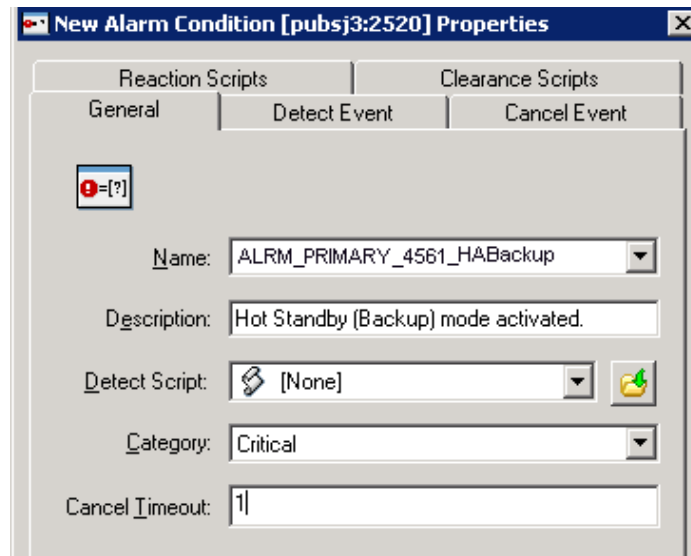 New Alarm Condition [pubsj3:2520] Properties
Reaction Scripts Clearance Scripts
General Detect Event Cancel Event
!=[?]
Name: ALRM_PRIMARY_4561_HABackup
Description: Hot Standby (Backup) mode activated.
Detect Script: [None]
Category: Critical
Cancel Timeout: 1